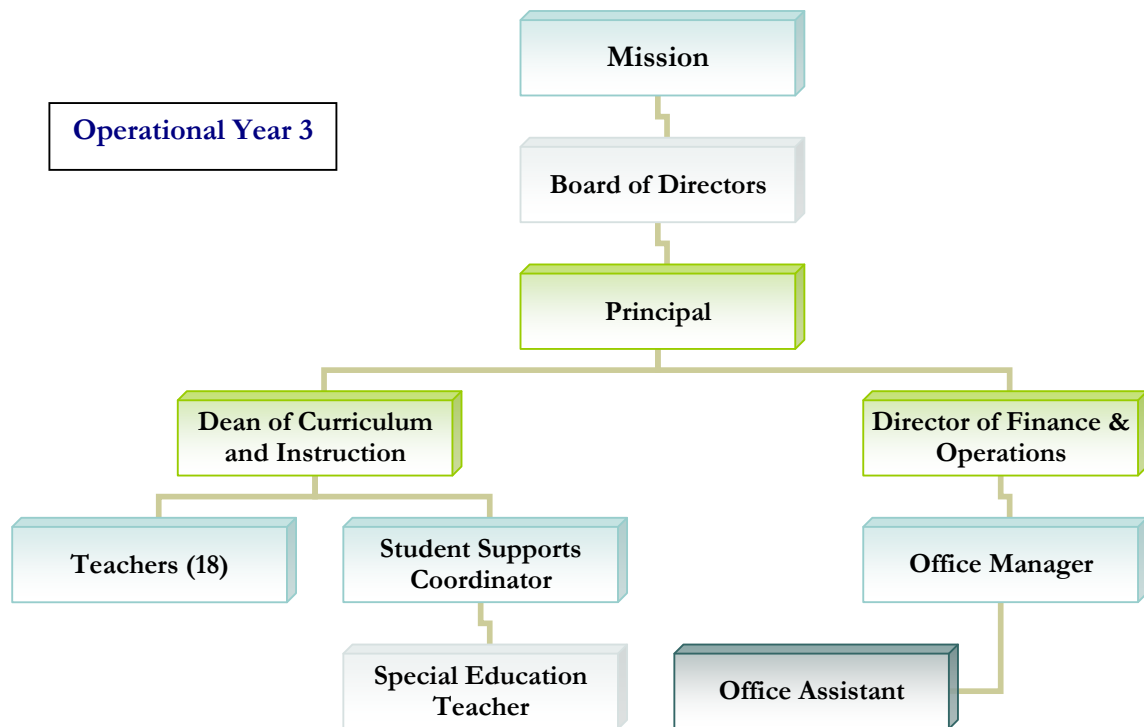 Mission
Operational Year 3
Board of Directors
Principal
Dean of Curriculum
and Instruction
Director of Finance &
Operations
Teachers (18)
Student Supports
Coordinator
Office Manager
Special Education
Teacher
Office Assistant